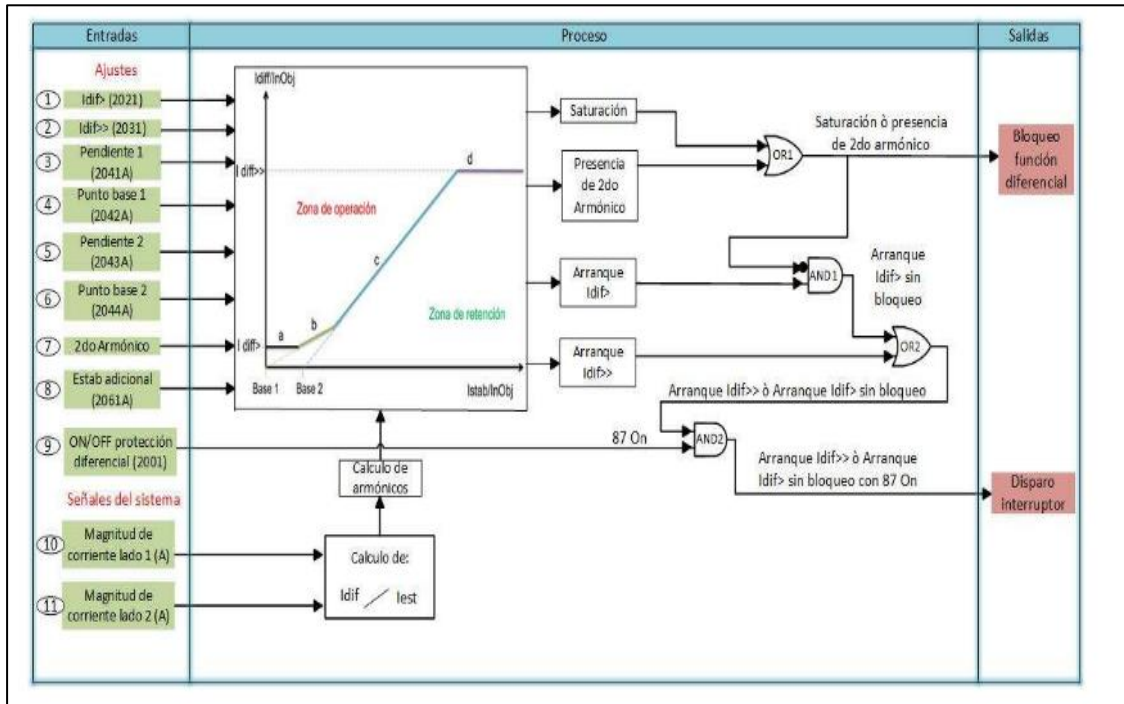 Entradas
Proceso
Salidas
Ajustes
1
Idif> (2021)
2
Idif>> (2031)
3
Pendiente 1
(2041A)
4
Punto base 1
(2042A)
5
Pendiente 2
(2043A)
6
Punto base 2
(2044A)
7
2do Armónico
8
Estab adicional
(2061A)
9
ON/OFF protección
diferencial (2001)
Señales del sistema
10
Magnitud de
corriente lado 1 (A)
11
Magnitud de
corriente lado 2 (A)
Idiff/InObj
I diff>>
d
Zona de operación
c
Zona de retención
b
a
I diff>
Base 1
Base 2
Istab/InObj
Calculo de
armónicos
Calculo de:
Idif / Iest
Saturación
Presencia
de 2do
Armónico
Arranque
Idif>
Arranque
Idif>>
OR1
Saturación ò presencia
de 2do armónico
AND1
Arranque
Idif> sin
bloqueo
OR2
Arranque Idif>> ò Arranque Idif> sin bloqueo
87 On
AND2
Arranque Idif>> ò Arranque
Idif> sin bloqueo con 87 On
Bloqueo
función
diferencial
Disparo
interruptor